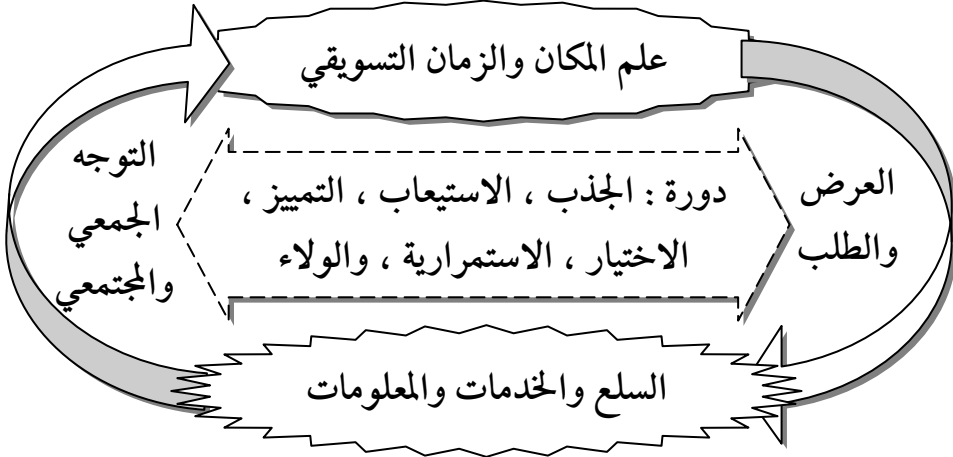 علم المكان والزمان التسويقي
العرض
والطلب
دورة : الجذب ، الاستيعاب ، التمييز ،
الاختيار ، الاستمرارية ، والولاء
التوجه
الجمعي
والمجتمعي
السلع والخدمات والمعلومات